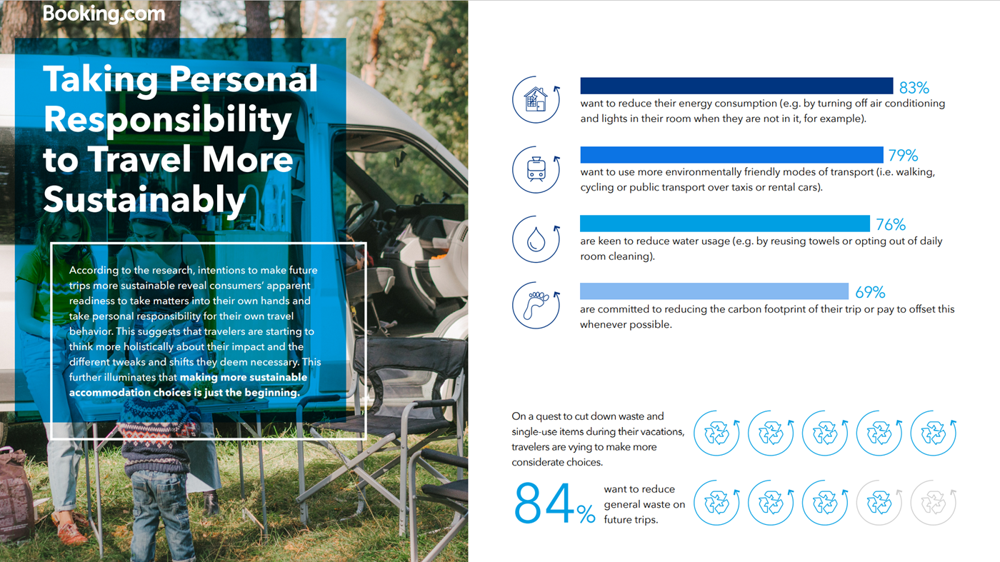 Booking.com
Taking Personal
Responsibility
to Travel More
Sustainably
According to the research, intentions to make future
trips more sustainable reveal consumers’ apparent
readiness to take matters into their own hands and
take personal responsibility for their own travel
behavior. This suggests that travelers are starting to
think more holistically about their impact and the
different tweaks and shifts they deem necessary. This
further illuminates that making more sustainable
accommodation choices is just the beginning.
83%
want to reduce their energy consumption (e.g. by turning off air conditioning
and lights in their room when they are not in it, for example).
79%
want to use more environmentally friendly modes of transport (i.e. walking,
cycling or public transport over taxis or rental cars).
76%
are keen to reduce water usage (e.g. by reusing towels or opting out of daily
room cleaning).
69%
are committed to reducing the carbon footprint of their trip or pay to offset this
whenever possible.
On a quest to cut down waste and
single-use items during their vacations,
travelers are vying to make more
considerate choices.
84%
want to reduce
general waste on
future trips.